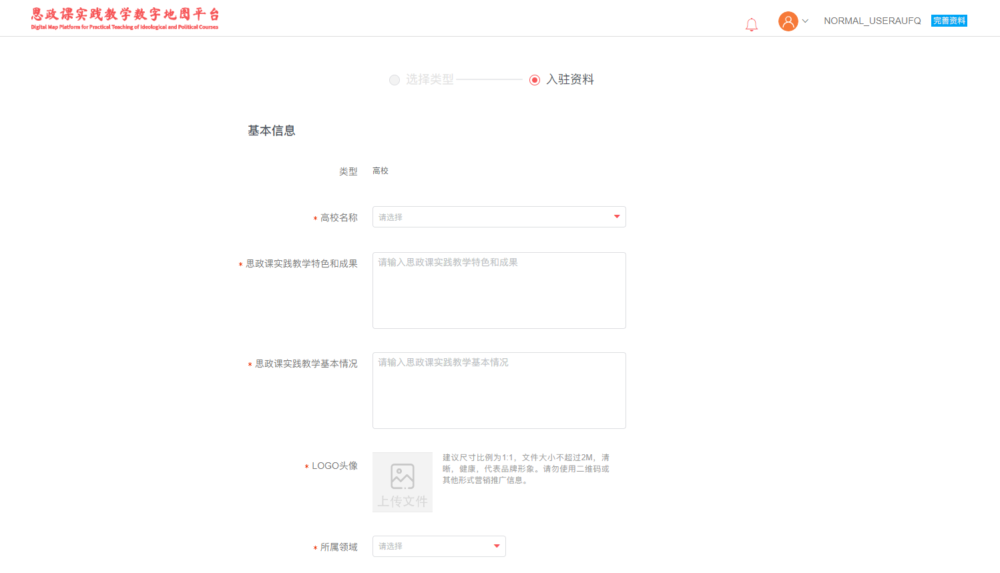 思政课实践教学数字地图平台
Digital Map Platform for Practical Teaching of Ideological and Political Courses
NORMAL_USERAUFQ
完善资料
选择类型
入驻资料
基本信息
类型
高校
* 高校名称
请选择
* 思政课实践教学特色和成果
请输入思政课实践教学特色和成果
* 思政课实践教学基本情况
请输入思政课实践教学基本情况
* LOGO头像
上传文件
建议尺寸比例为1:1，文件大小不超过2M，清
晰，健康，代表品牌形象。请勿使用二维码或
其他形式营销推广信息。
* 所属领域
请选择